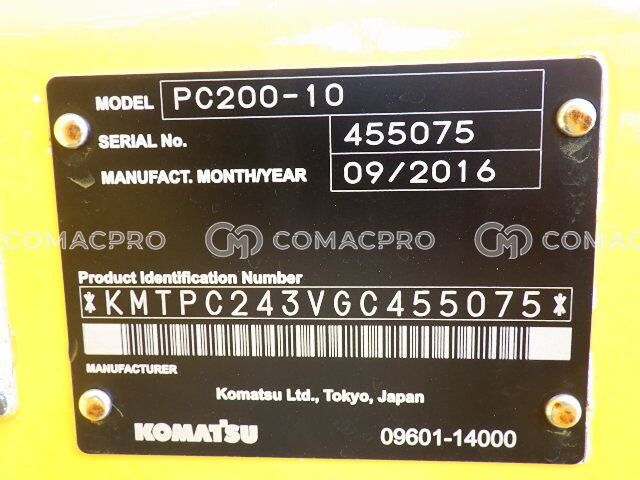 MODEL PC200-10
SERIAL No. 455075
MANUFACT. MONTH/YEAR 09/2016
COMACPRO COMACPRO COMACPRO
Product Identification Number
*KMTPC243VGC455075*
MANUFACTURER
Komatsu Ltd., Tokyo, Japan
KOMATSU 09601-14000